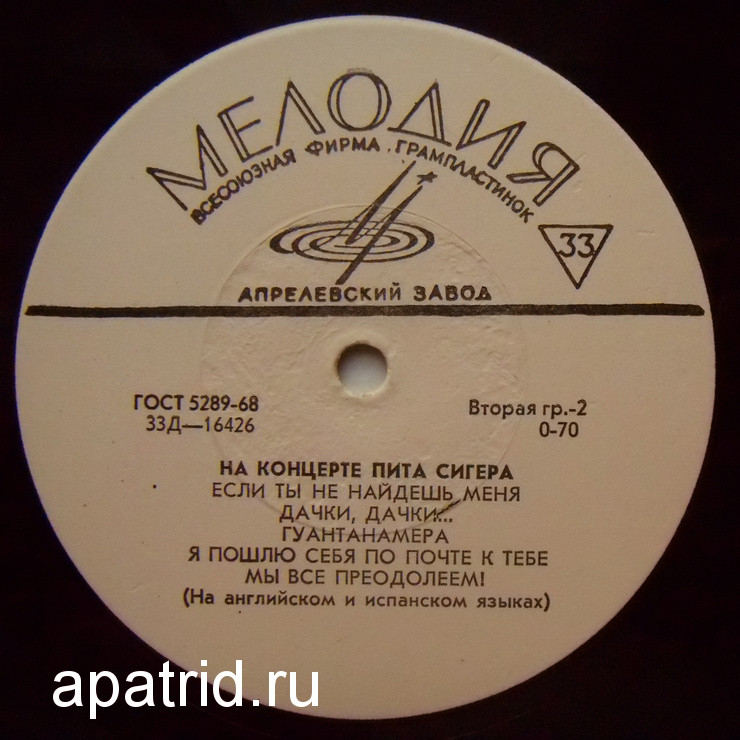 МЕЛОДИЯ
ВСЕСОЮЗНАЯ ФИРМА ГРАМПЛАСТИНОК
33
АПРЕЛЕВСКИЙ ЗАВОД
ГОСТ 5289-68
33Д—16426
Вторая гр.-2
0-70
НА КОНЦЕРТЕ ПИТА СИГЕРА
ЕСЛИ ТЫ НЕ НАЙДЕШЬ МЕНЯ
ДАЧКИ, ДАЧКИ...
ГУАНТАНАМЕРА
Я ПОШЛЮ СЕБЯ ПО ПОЧТЕ К ТЕБЕ
МЫ ВСЕ ПРЕОДОЛЕЕМ!
(На английском и испанском языках)
apatrid.ru